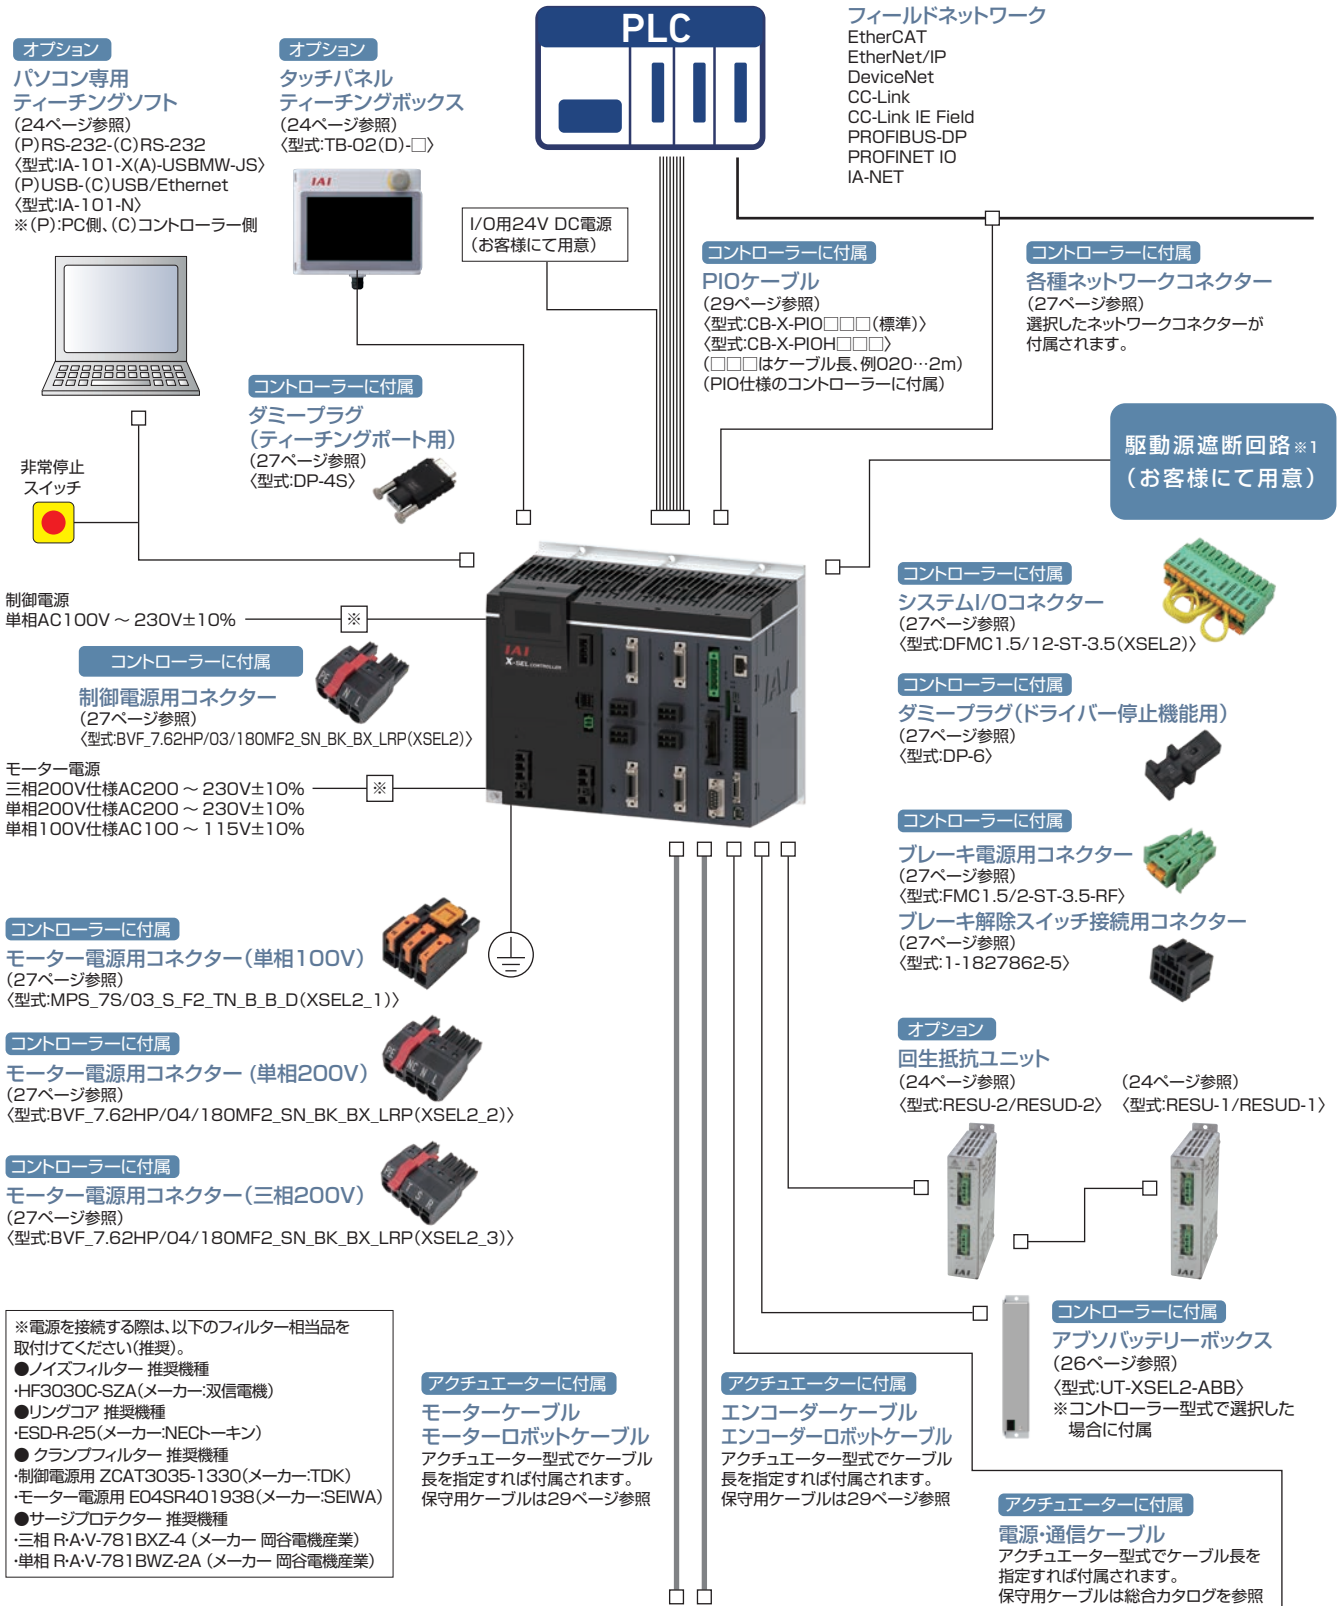 PLC
フィールドネットワーク
EtherCAT
EtherNet/IP
DeviceNet
CC-Link
CC-Link IE Field
PROFIBUS-DP
PROFINET IO
IA-NET
オプション
パソコン専用
ティーチングソフト
(24ページ参照)
(P)RS-232-(C)RS-232
〈型式:IA-101-X(A)-USBMW-JS〉
(P)USB-(C)USB/Ethernet
〈型式:IA-101-N〉
※(P):PC側、(C)コントローラー側
オプション
タッチパネル
ティーチングボックス
(24ページ参照)
〈型式:TB-02(D)-□〉
IAI
I/O用24V DC電源
(お客様にて用意)
コントローラーに付属
PIOケーブル
(29ページ参照)
〈型式:CB-X-PIO□□□(標準)〉
〈型式:CB-X-PIOH□□□〉
(□□□はケーブル長、例020…2m)
(PIO仕様のコントローラーに付属)
コントローラーに付属
各種ネットワークコネクター
(27ページ参照)
選択したネットワークコネクターが
付属されます。
コントローラーに付属
ダミープラグ
(ティーチングポート用)
(27ページ参照)
〈型式:DP-4S〉
駆動源遮断回路※1
(お客様にて用意)
非常停止
スイッチ
制御電源
単相AC100V～230V±10%
※
コントローラーに付属
制御電源用コネクター
(27ページ参照)
〈型式:BVF_7.62HP/03/180MF2_SN_BK_BX_LRP(XSEL2)〉
PE N L
モーター電源
三相200V仕様AC200～230V±10%
単相200V仕様AC200～230V±10%
単相100V仕様AC100～115V±10%
※
IAI
X-SEL CONTROLLER
IAI
コントローラーに付属
システムI/Oコネクター
(27ページ参照)
〈型式:DFMC1.5/12-ST-3.5(XSEL2)〉
コントローラーに付属
ダミープラグ(ドライバー停止機能用)
(27ページ参照)
〈型式:DP-6〉
コントローラーに付属
ブレーキ電源用コネクター
(27ページ参照)
〈型式:FMC1.5/2-ST-3.5-RF〉
ブレーキ解除スイッチ接続用コネクター
(27ページ参照)
〈型式:1-1827862-5〉
コントローラーに付属
モーター電源用コネクター(単相100V)
(27ページ参照)
〈型式:MPS_7S/03_S_F2_TN_B_B_D(XSEL2_1)〉
コントローラーに付属
モーター電源用コネクター (単相200V)
(27ページ参照)
〈型式:BVF_7.62HP/04/180MF2_SN_BK_BX_LRP(XSEL2_2)〉
PE NC N L
コントローラーに付属
モーター電源用コネクター(三相200V)
(27ページ参照)
〈型式:BVF_7.62HP/04/180MF2_SN_BK_BX_LRP(XSEL2_3)〉
PE T S R
オプション
回生抵抗ユニット
(24ページ参照)
〈型式:RESU-2/RESUD-2〉
(24ページ参照)
〈型式:RESU-1/RESUD-1〉
IAI
IAI
コントローラーに付属
アブソバッテリーボックス
(26ページ参照)
〈型式:UT-XSEL2-ABB〉
※コントローラー型式で選択した
場合に付属
※電源を接続する際は、以下のフィルター相当品を
取付けてください(推奨)。
●ノイズフィルター 推奨機種
・HF3030C-SZA(メーカー:双信電機)
●リングコア 推奨機種
・ESD-R-25(メーカー:NECトーキン)
● クランプフィルター 推奨機種
・制御電源用 ZCAT3035-1330(メーカー:TDK)
・モーター電源用 E04SR401938(メーカー:SEIWA)
●サージプロテクター 推奨機種
・三相 R・A・V-781BXZ-4 (メーカー 岡谷電機産業)
・単相 R・A・V-781BWZ-2A (メーカー 岡谷電機産業)
アクチュエーターに付属
モーターケーブル
モーターロボットケーブル
アクチュエーター型式でケーブル
長を指定すれば付属されます。
保守用ケーブルは29ページ参照
アクチュエーターに付属
エンコーダーケーブル
エンコーダーロボットケーブル
アクチュエーター型式でケーブル
長を指定すれば付属されます。
保守用ケーブルは29ページ参照
アクチュエーターに付属
電源・通信ケーブル
アクチュエーター型式でケーブル長を
指定すれば付属されます。
保守用ケーブルは総合カタログを参照